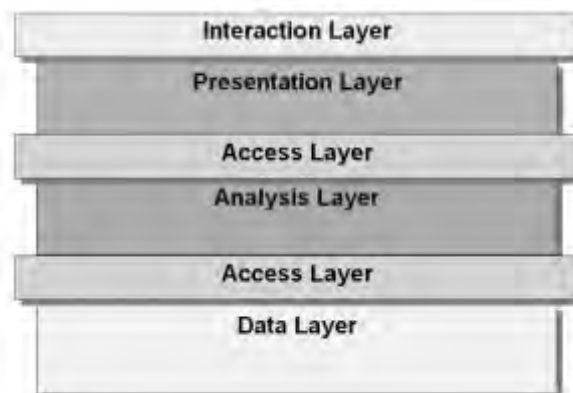 Interaction Layer
Presentation Layer
Access Layer
Analysis Layer
Access Layer
Data Layer